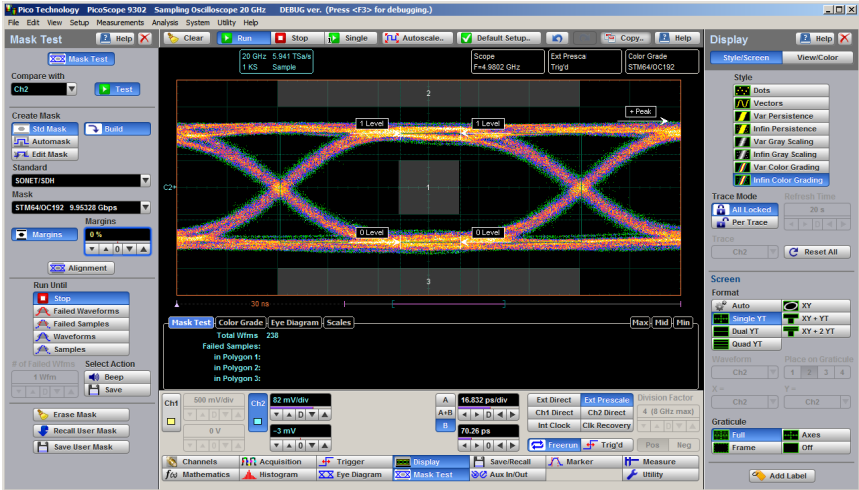 Pico Technology PicoScope 9302 Sampling Oscilloscope 20 GHz DEBUG ver. (Press <F3> for debugging.)
File Edit View Setup Measurements Analysis System Utility Help
Mask Test
Help
Clear
Run
Stop
Single
Autoscale..
Default Setup..
Copy..
Help
Display
Help
Mask Test
Compare with
Ch2
Test
Create Mask
Std Mask
Build
Automask
Edit Mask
Standard
SONET/SDH
Mask
STM64/OC192 9.95328 Gbps
Margins
Margins
0 %
0
Alignment
Run Until
Stop
Failed Waveforms
Failed Samples
Waveforms
Samples
# of Failed Wfms
Select Action
1 Wfm
D
Beep
Save
Erase Mask
Recall User Mask
Save User Mask
20 GHz 5.941 TSa/s
1 KS Sample
Scope
F=4.9802 GHz
Ext Presca
Trig'd
Color Grade
STM64/OC192
2
+ Peak
1 Level
1 Level
C2+
1
0 Level
0 Level
3
30 ns
Mask Test
Color Grade
Eye Diagram
Scales
Max
Mid
Min
Total Wfms 238
Failed Samples:
in Polygon 1:
in Polygon 2:
in Polygon 3:
Ch1
500 mV/div
D
0 V
0
Ch2
82 mV/div
D
-3 mV
0
A
A+B
B
16.832 ps/div
D
70.26 ps
0
Ext Direct
Ext Prescale
Ch1 Direct
Ch2 Direct
Int Clock
Clk Recovery
Freerun
Trig'd
Division Factor
4 (8 GHz max)
D
Pos
Neg
Channels
Acquisition
Trigger
Display
Save/Recall
Marker
Measure
Mathematics
Histogram
Eye Diagram
Mask Test
Aux In/Out
Utility
Style/Screen
View/Color
Style
Dots
Vectors
Var Persistence
Infin Persistence
Var Gray Scaling
Infin Gray Scaling
Var Color Grading
Infin Color Grading
Trace Mode
Refresh Time
All Locked
20 s
Per Trace
D
Trace
Ch2
Reset All
Screen
Format
Auto
XY
Single YT
XY + YT
Dual YT
XY + 2 YT
Quad YT
Waveform
Place on Graticule
Ch2
1 2 3 4
X =
Y =
Ch2
Ch2
Graticule
Full
Axes
Frame
Off
Add Label